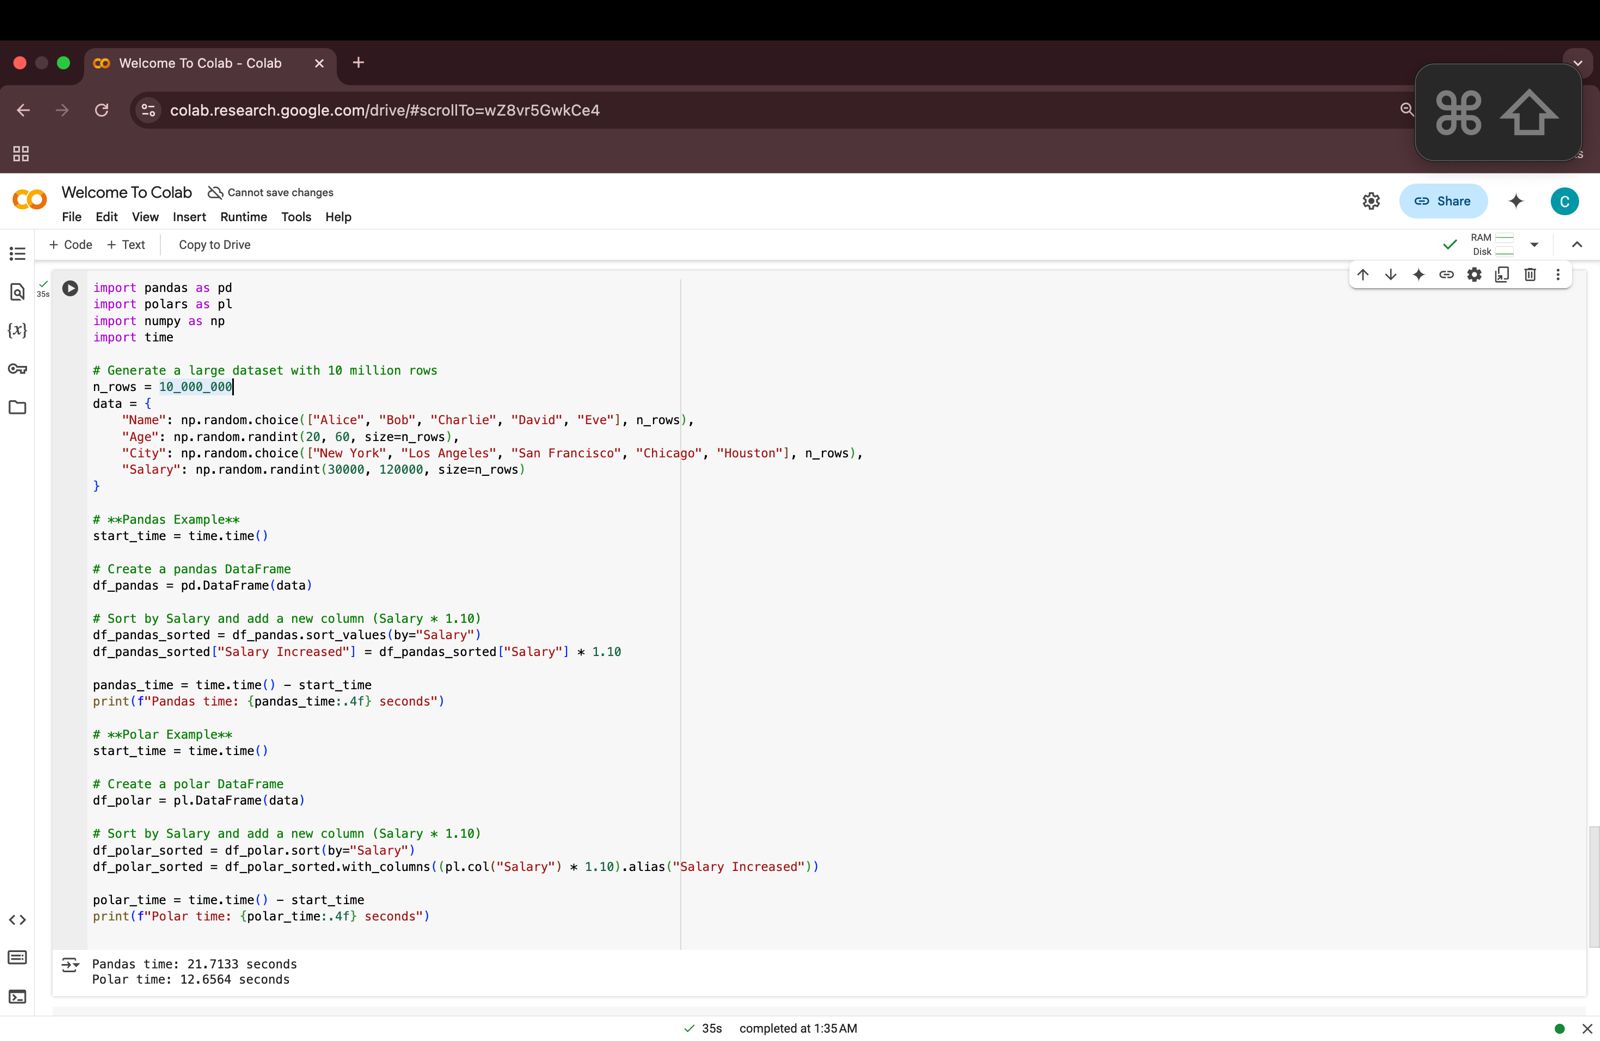 Welcome To Colab - Colab
colab.research.google.com/drive/#scrollTo=wZ8vr5GwkCe4
Welcome To Colab
Cannot save changes
File Edit View Insert Runtime Tools Help
Share
C
+ Code + Text Copy to Drive
RAM
Disk
35s
import pandas as pd
import polars as pl
import numpy as np
import time
# Generate a large dataset with 10 million rows
n_rows = 10_000_000
data = {
    "Name": np.random.choice(["Alice", "Bob", "Charlie", "David", "Eve"], n_rows),
    "Age": np.random.randint(20, 60, size=n_rows),
    "City": np.random.choice(["New York", "Los Angeles", "San Francisco", "Chicago", "Houston"], n_rows),
    "Salary": np.random.randint(30000, 120000, size=n_rows)
}
# **Pandas Example**
start_time = time.time()
# Create a pandas DataFrame
df_pandas = pd.DataFrame(data)
# Sort by Salary and add a new column (Salary * 1.10)
df_pandas_sorted = df_pandas.sort_values(by="Salary")
df_pandas_sorted["Salary Increased"] = df_pandas_sorted["Salary"] * 1.10
pandas_time = time.time() - start_time
print(f"Pandas time: {pandas_time:.4f} seconds")
# **Polar Example**
start_time = time.time()
# Create a polar DataFrame
df_polar = pl.DataFrame(data)
# Sort by Salary and add a new column (Salary * 1.10)
df_polar_sorted = df_polar.sort(by="Salary")
df_polar_sorted = df_polar_sorted.with_columns((pl.col("Salary") * 1.10).alias("Salary Increased"))
polar_time = time.time() - start_time
print(f"Polar time: {polar_time:.4f} seconds")
Pandas time: 21.7133 seconds
Polar time: 12.6564 seconds
35s completed at 1:35 AM